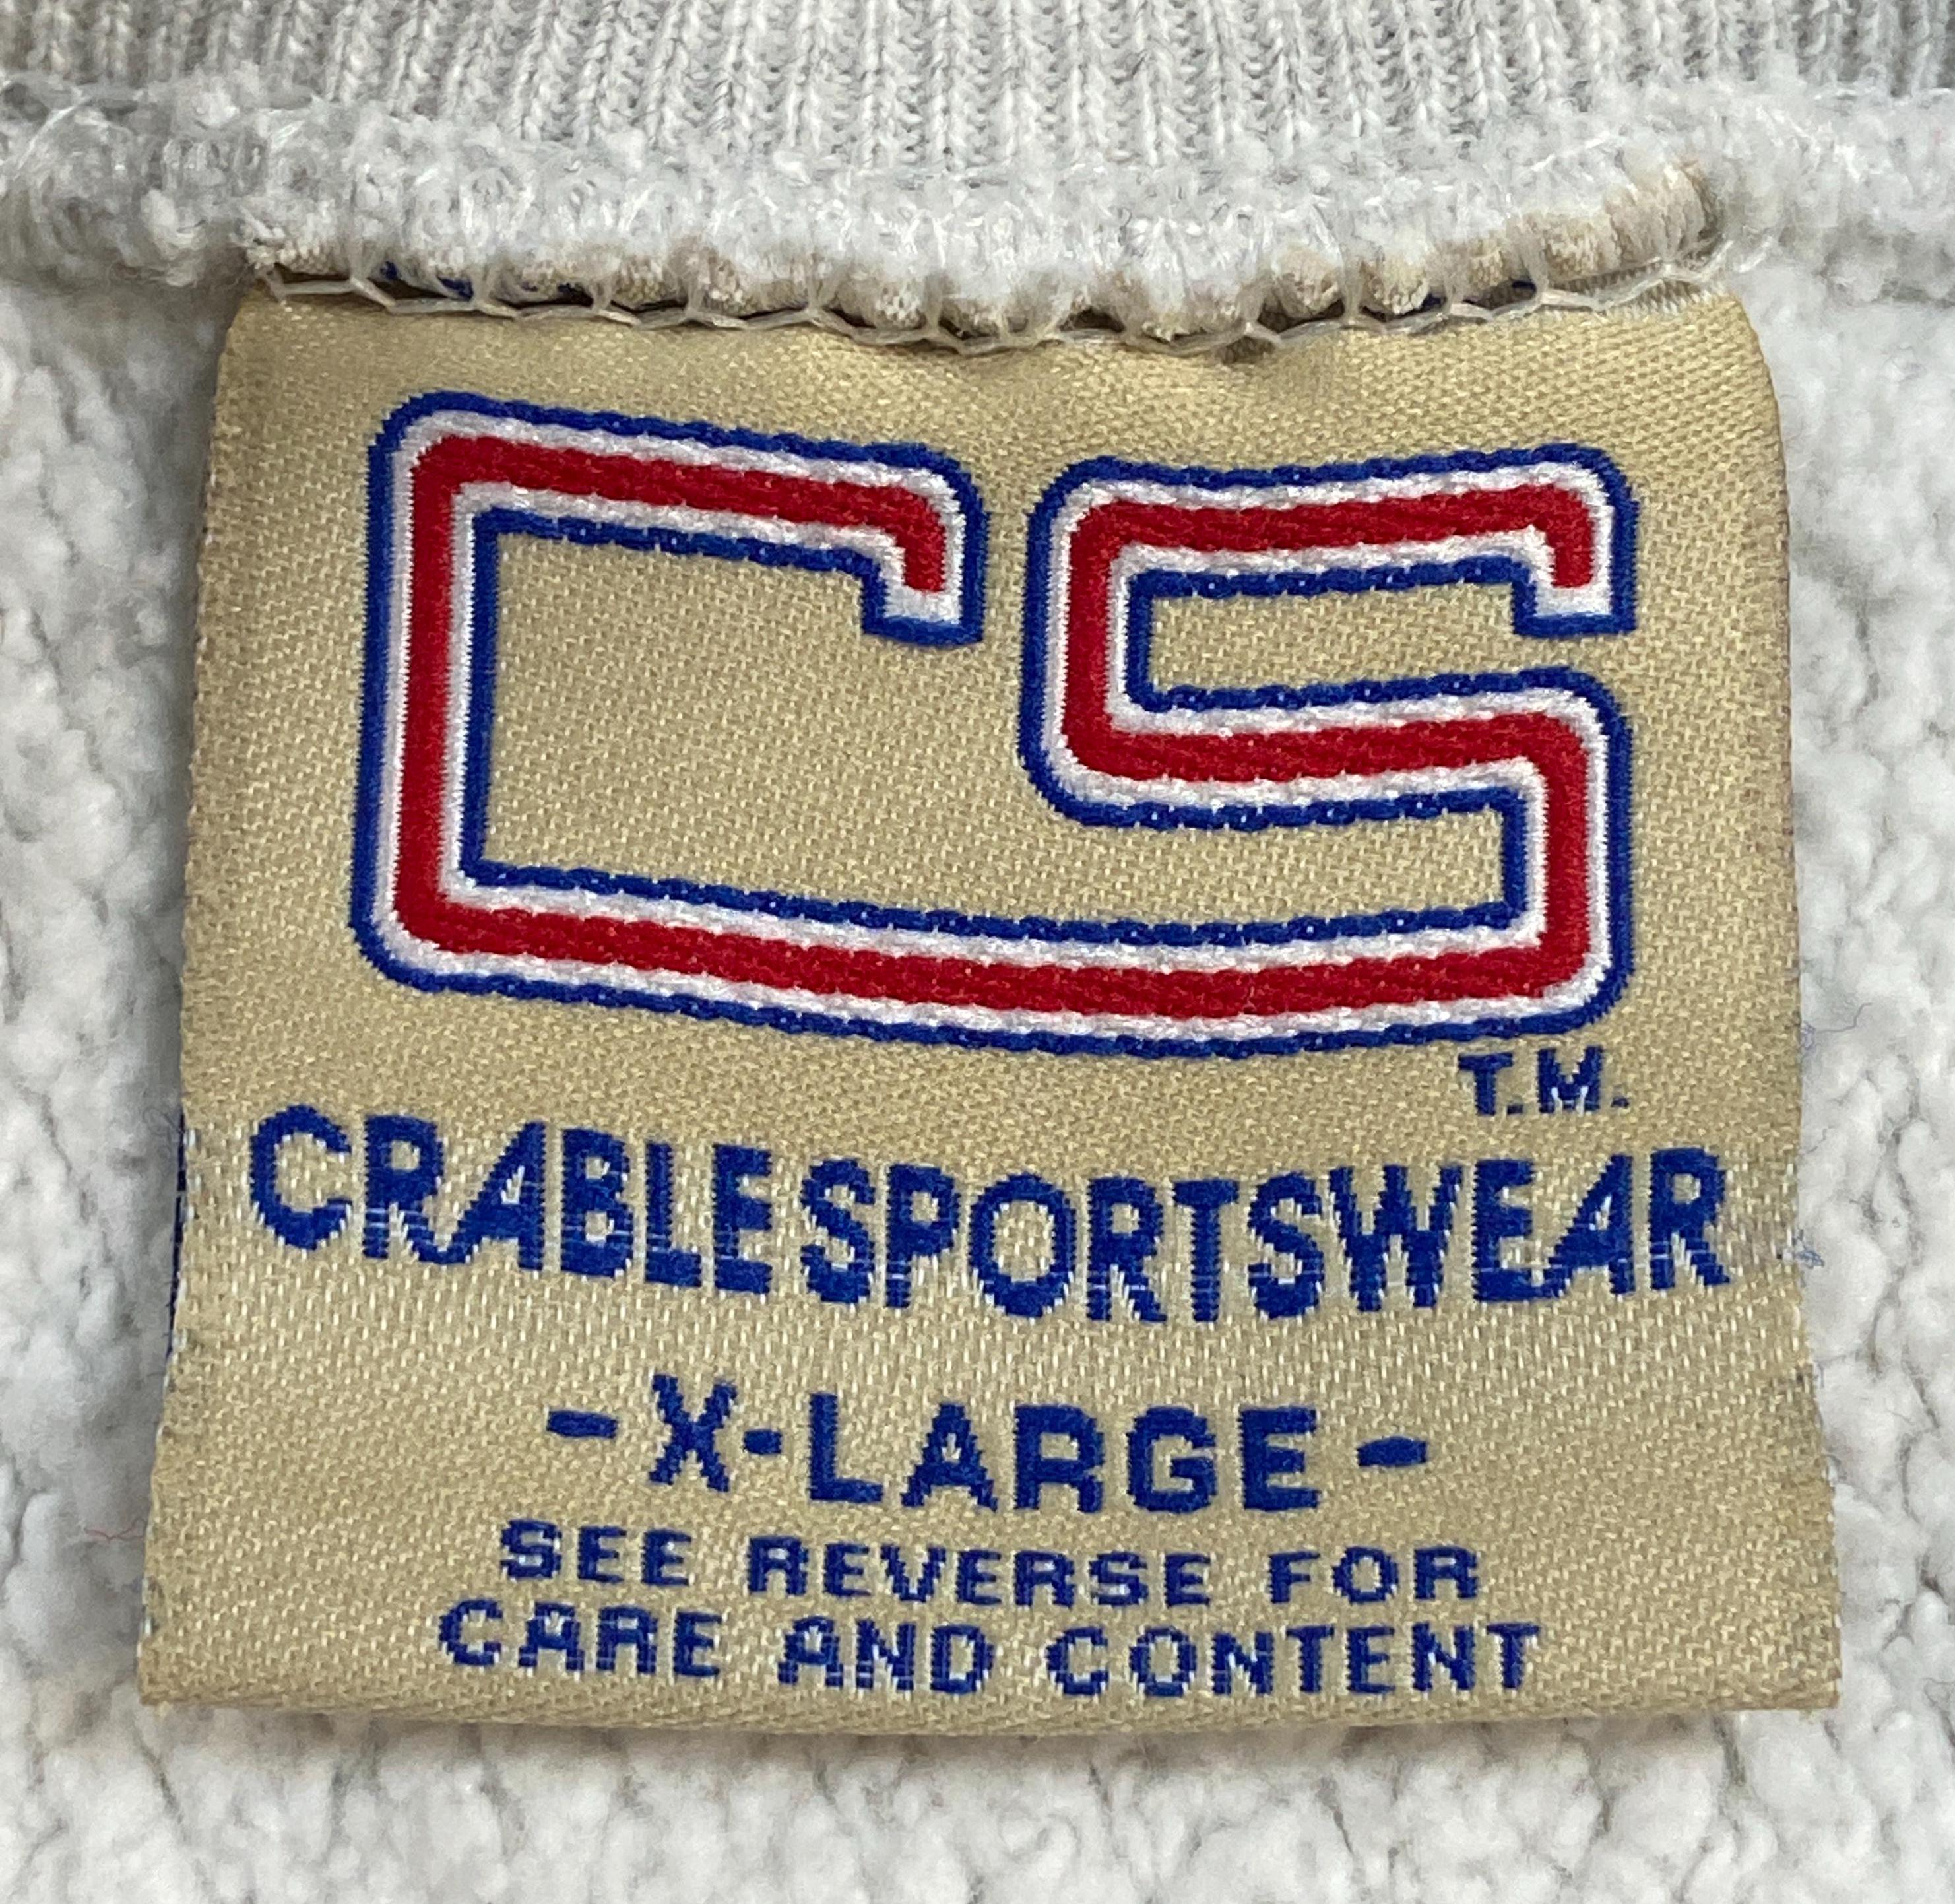 CS
T.M.
CRABLE SPORTSWEAR
-X-LARGE-
SEE REVERSE FOR
CARE AND CONTENT